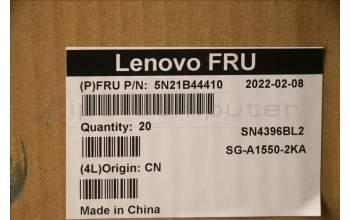 Lenovo FRU
(P)FRU P/N: 5N21B44410 2022-02-08
Quantity: 20 SN4396BL2
SG-A1550-2KA
(4L)Origin: CN
Made in China